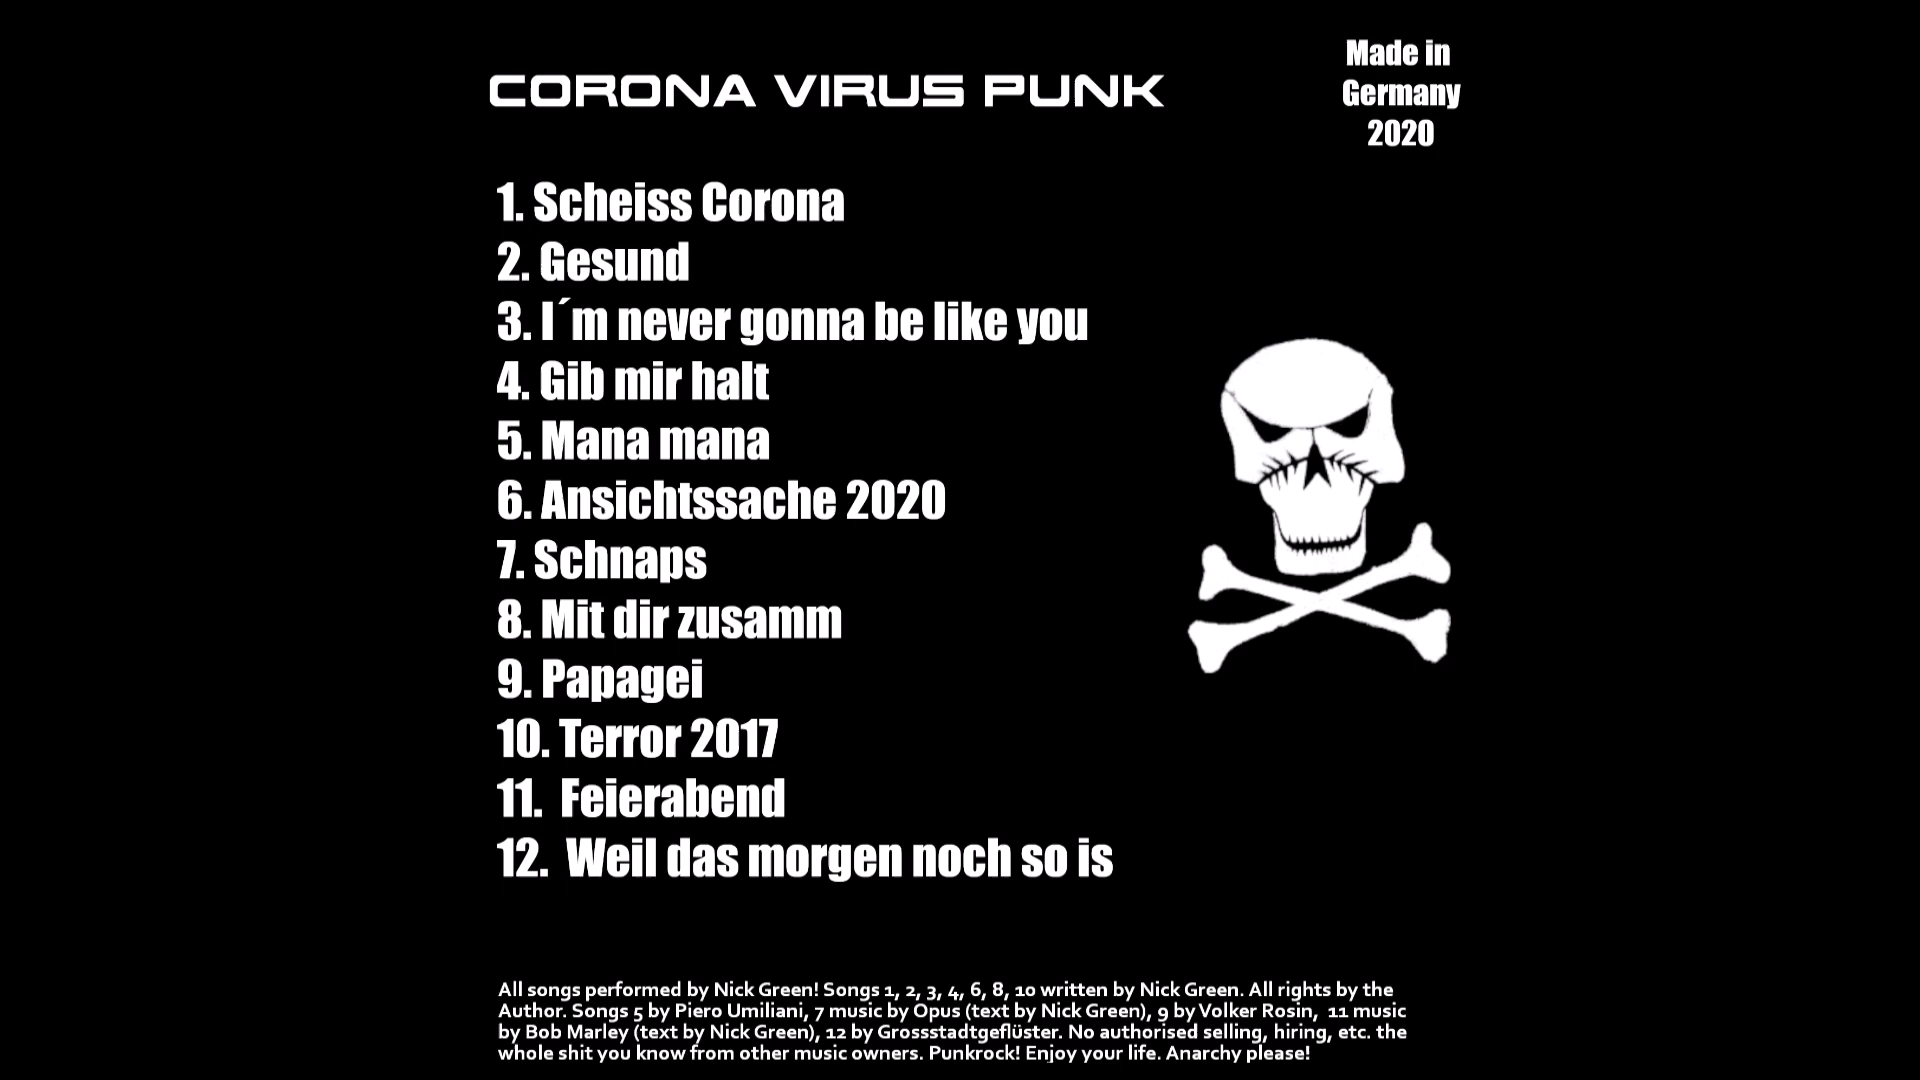 CORONA VIRUS PUNK
Made in
Germany
2020
1. Scheiss Corona
2. Gesund
3. I´m never gonna be like you
4. Gib mir halt
5. Mana mana
6. Ansichtssache 2020
7. Schnaps
8. Mit dir zusamm
9. Papagei
10. Terror 2017
11. Feierabend
12. Weil das morgen noch so is
All songs performed by Nick Green! Songs 1, 2, 3, 4, 6, 8, 10 written by Nick Green. All rights by the
Author. Songs 5 by Piero Umiliani, 7 music by Opus (text by Nick Green), 9 by Volker Rosin, 11 music
by Bob Marley (text by Nick Green), 12 by Grossstadtgeflüster. No authorised selling, hiring, etc. the
whole shit you know from other music owners. Punkrock! Enjoy your life. Anarchy please!